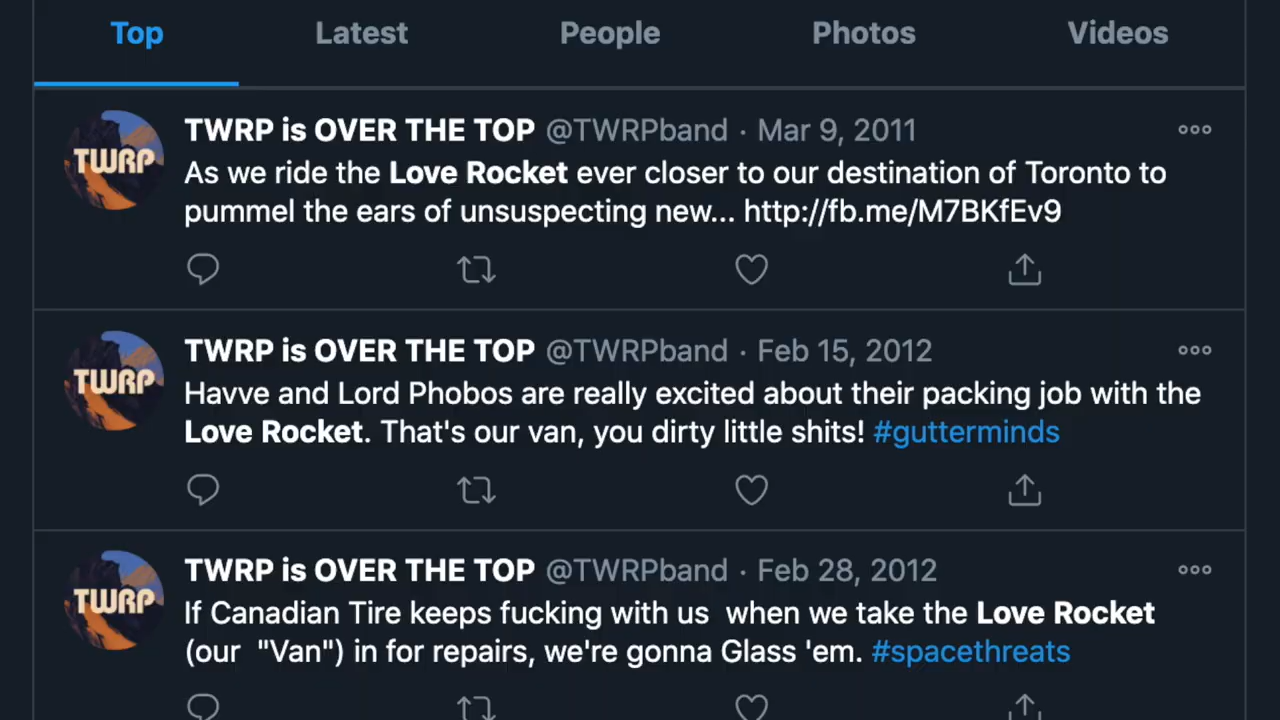 Top Latest People Photos Videos
TWRP is OVER THE TOP @TWRPband · Mar 9, 2011
TWRP
As we ride the Love Rocket ever closer to our destination of Toronto to
pummel the ears of unsuspecting new... http://fb.me/M7BKfEv9
TWRP is OVER THE TOP @TWRPband · Feb 15, 2012
TWRP
Havve and Lord Phobos are really excited about their packing job with the
Love Rocket. That's our van, you dirty little shits! #gutterminds
TWRP is OVER THE TOP @TWRPband · Feb 28, 2012
TWRP
If Canadian Tire keeps fucking with us  when we take the Love Rocket
(our  "Van") in for repairs, we're gonna Glass 'em. #spacethreats